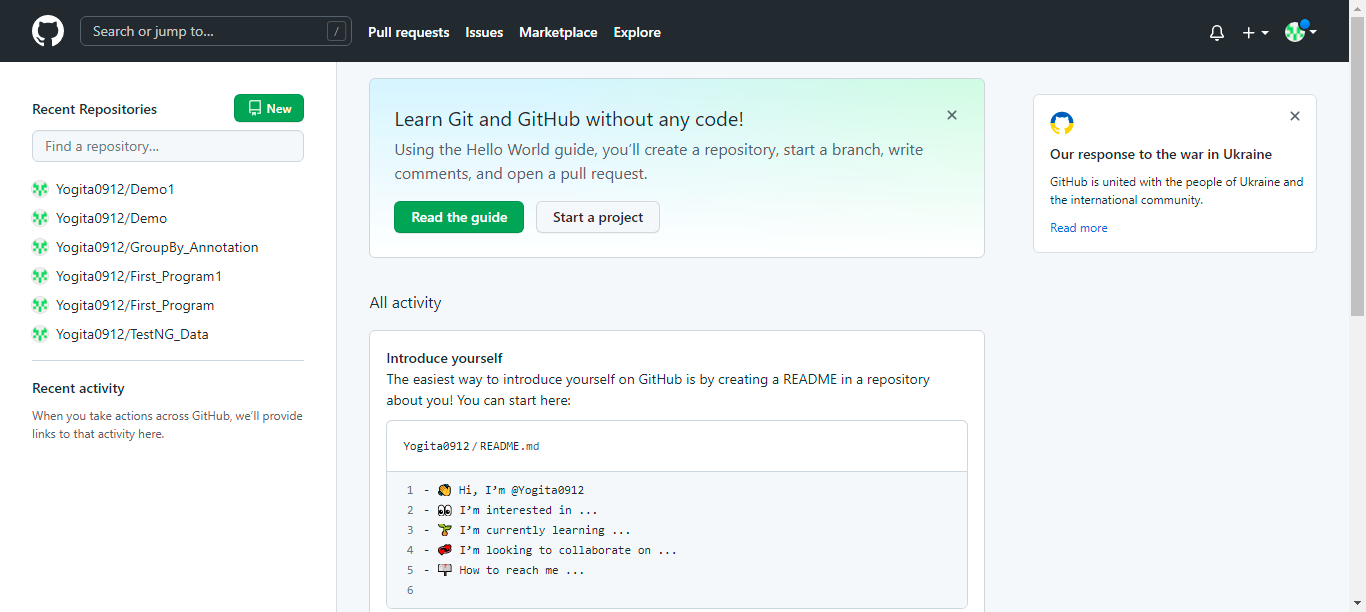 Search or jump to... /
Pull requests Issues Marketplace Explore
Recent Repositories
New
Find a repository...
Yogita0912/Demo1
Yogita0912/Demo
Yogita0912/GroupBy_Annotation
Yogita0912/First_Program1
Yogita0912/First_Program
Yogita0912/TestNG_Data
Recent activity
When you take actions across GitHub, we’ll provide
links to that activity here.
Learn Git and GitHub without any code!
Using the Hello World guide, you’ll create a repository, start a branch, write
comments, and open a pull request.
Read the guide Start a project
All activity
Introduce yourself
The easiest way to introduce yourself on GitHub is by creating a README in a repository
about you! You can start here:
Yogita0912/README.md
1 - 👋 Hi, I’m @Yogita0912
2 - 👀 I’m interested in ...
3 - 🌱 I’m currently learning ...
4 - 💞️ I’m looking to collaborate on ...
5 - 📫 How to reach me ...
6
Our response to the war in Ukraine
GitHub is united with the people of Ukraine and
the international community.
Read more